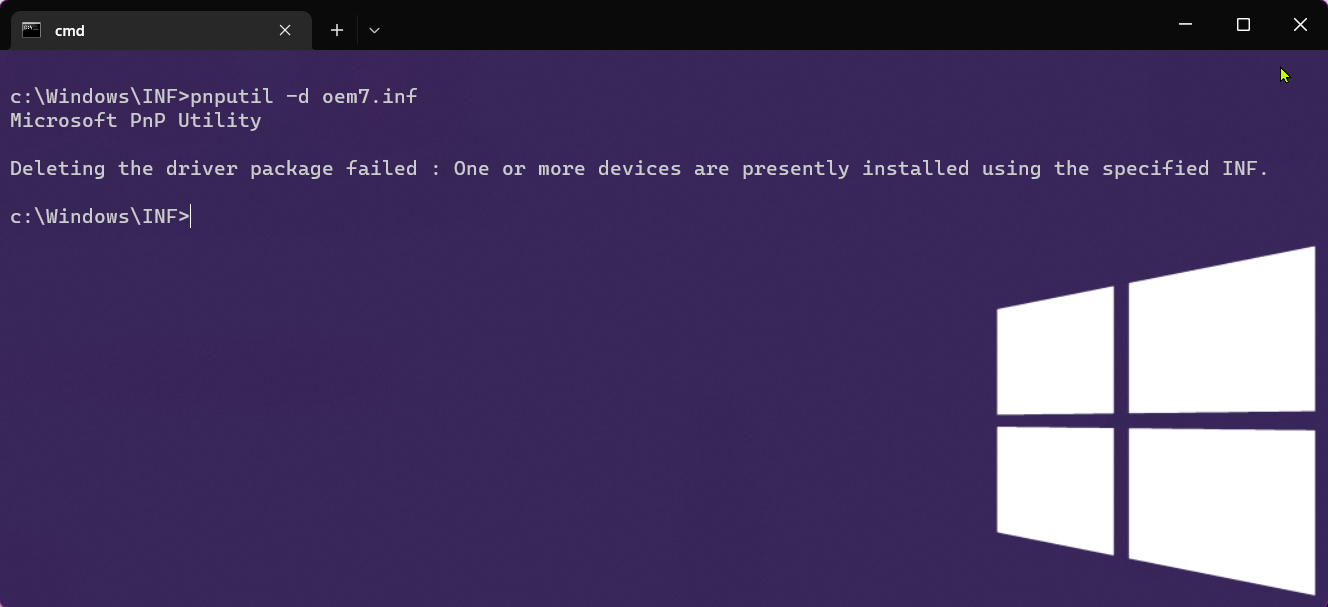 cmd
c:\Windows\INF>pnputil -d oem7.inf
Microsoft PnP Utility
Deleting the driver package failed : One or more devices are presently installed using the specified INF.
c:\Windows\INF>